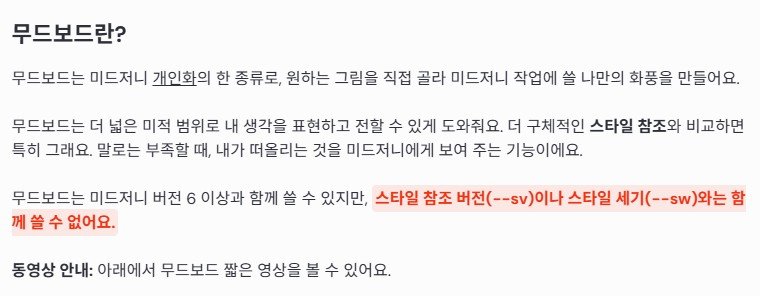 무드보드란?
무드보드는 미드저니 개인화의 한 종류로, 원하는 그림을 직접 골라 미드저니 작업에 쓸 나만의 화풍을 만들어요.
무드보드는 더 넓은 미적 범위로 내 생각을 표현하고 전할 수 있게 도와줘요. 더 구체적인 스타일 참조와 비교하면
특히 그래요. 말로는 부족할 때, 내가 떠올리는 것을 미드저니에게 보여 주는 기능이에요.
무드보드는 미드저니 버전 6 이상과 함께 쓸 수 있지만, 스타일 참조 버전(--sv)이나 스타일 세기(--sw)와는 함
께 쓸 수 없어요.
동영상 안내: 아래에서 무드보드 짧은 영상을 볼 수 있어요.